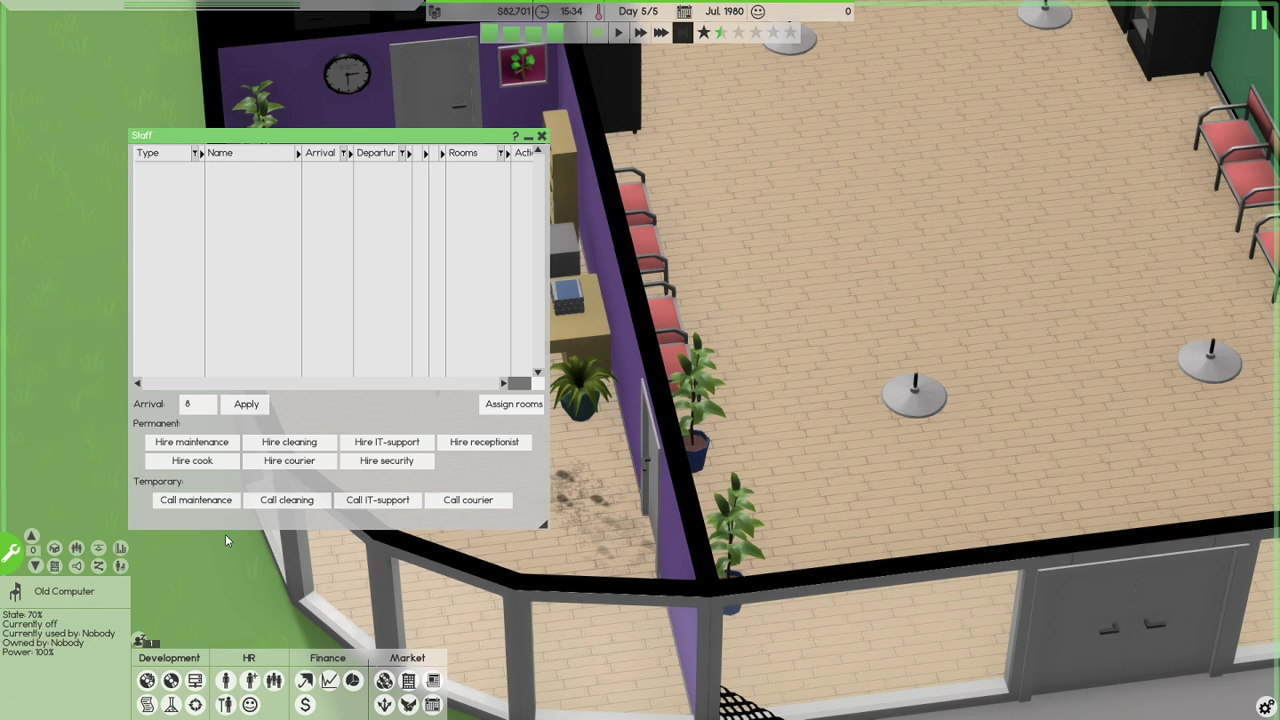 $82,701 15:34 Day 5/5 Jul. 1980 0
Staff ?
Type Name Arrival Departur Rooms Acti
Arrival: 8 Apply Assign rooms
Permanent:
Hire maintenance Hire cleaning Hire IT-support Hire receptionist
Hire cook Hire courier Hire security
Temporary:
Call maintenance Call cleaning Call IT-support Call courier
0
Old Computer
State: 70%
Currently off
Currently used by: Nobody
Owned by: Nobody
Power: 100%
Development HR Finance Market